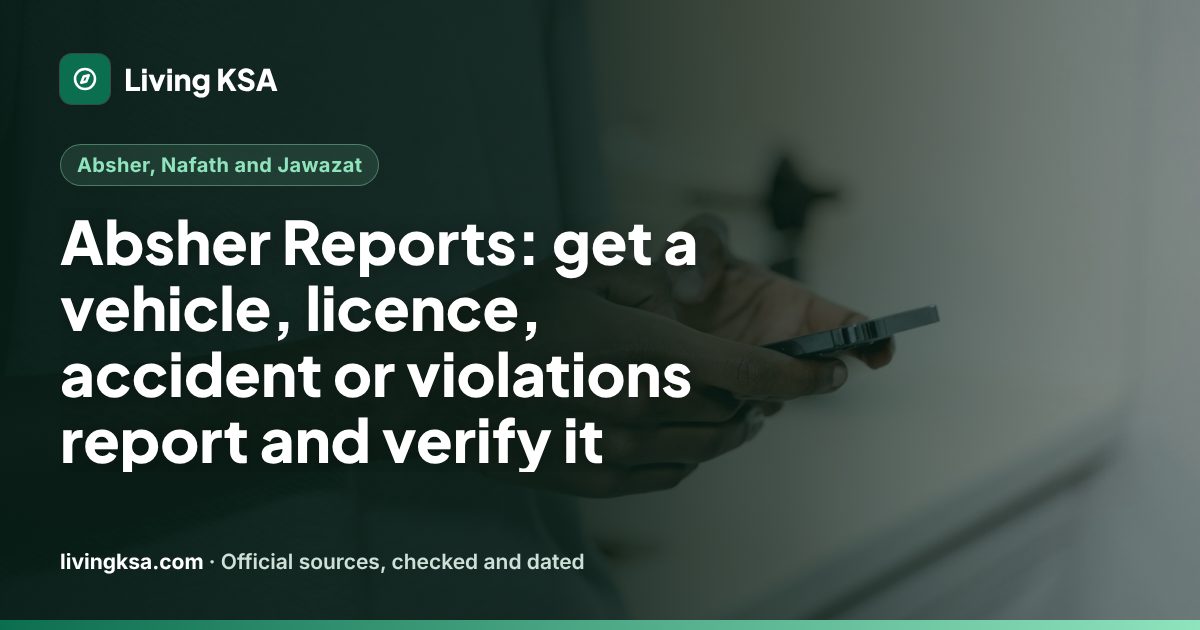 Living KSA
Absher, Nafath and Jawazat
Absher Reports: get a
vehicle, licence,
accident or violations
report and verify it
livingksa.com · Official sources, checked and dated